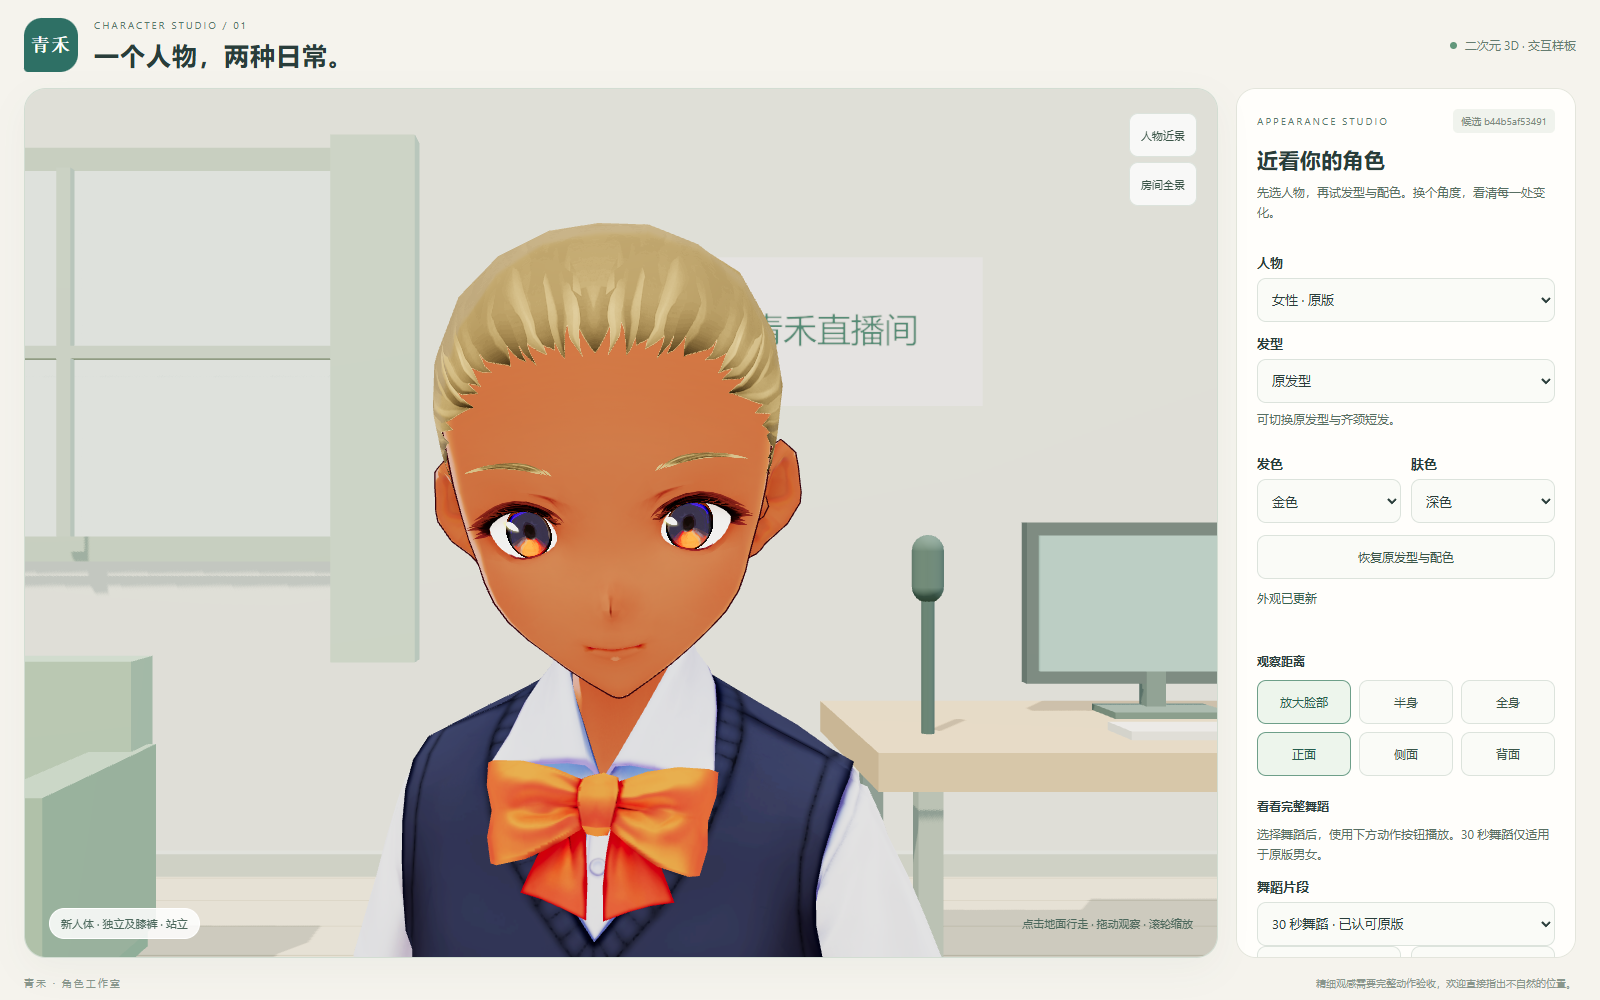 青禾
CHARACTER STUDIO / 01
一个人物，两种日常。
二次元 3D · 交互样板
人物近景
房间全景
青禾直播间
新人体 · 独立及膝裤 · 站立
点击地面行走 · 拖动观察 · 滚轮缩放
APPEARANCE STUDIO
候选 b44b5af53491
近看你的角色
先选人物，再试发型与配色。换个角度，看清每一处变
化。
人物
女性 · 原版
发型
原发型
可切换原发型与齐颈短发。
发色
肤色
金色
深色
恢复原发型与配色
外观已更新
观察距离
放大脸部
半身
全身
正面
侧面
背面
看看完整舞蹈
选择舞蹈后，使用下方动作按钮播放。30 秒舞蹈仅适用
于原版男女。
舞蹈片段
30 秒舞蹈 · 已认可原版
青禾 · 角色工作室
精细观感需要完整动作验收，欢迎直接指出不自然的位置。